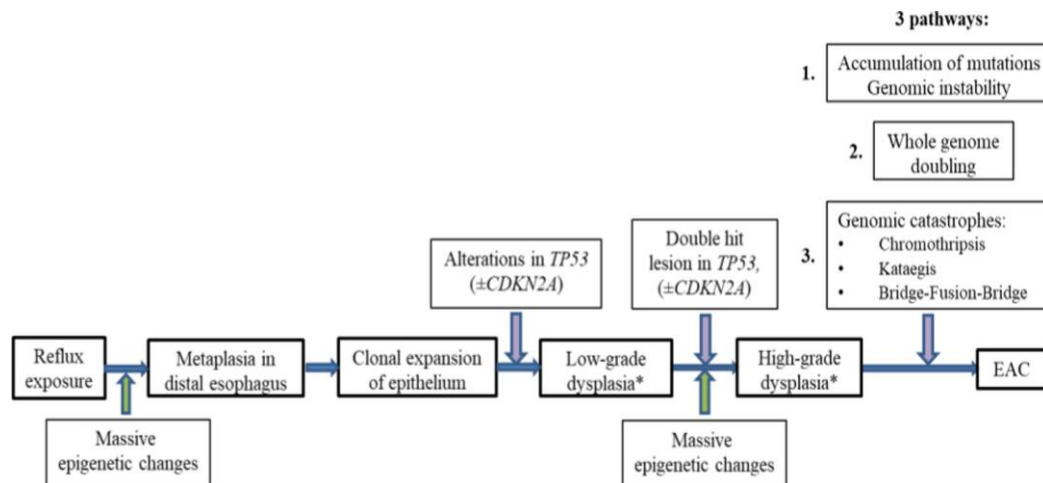 3 pathways:
1.
Accumulation of mutations
Genomic instability
2.
Whole genome
doubling
3.
Genomic catastrophes:
• Chromothripsis
• Kataegis
• Bridge-Fusion-Bridge
Alterations in TP53
(±CDKN2A)
Double hit
lesion in TP53,
(±CDKN2A)
Reflux
exposure
Metaplasia in
distal esophagus
Clonal expansion
of epithelium
Low-grade
dysplasia*
High-grade
dysplasia*
EAC
Massive
epigenetic changes
Massive
epigenetic changes